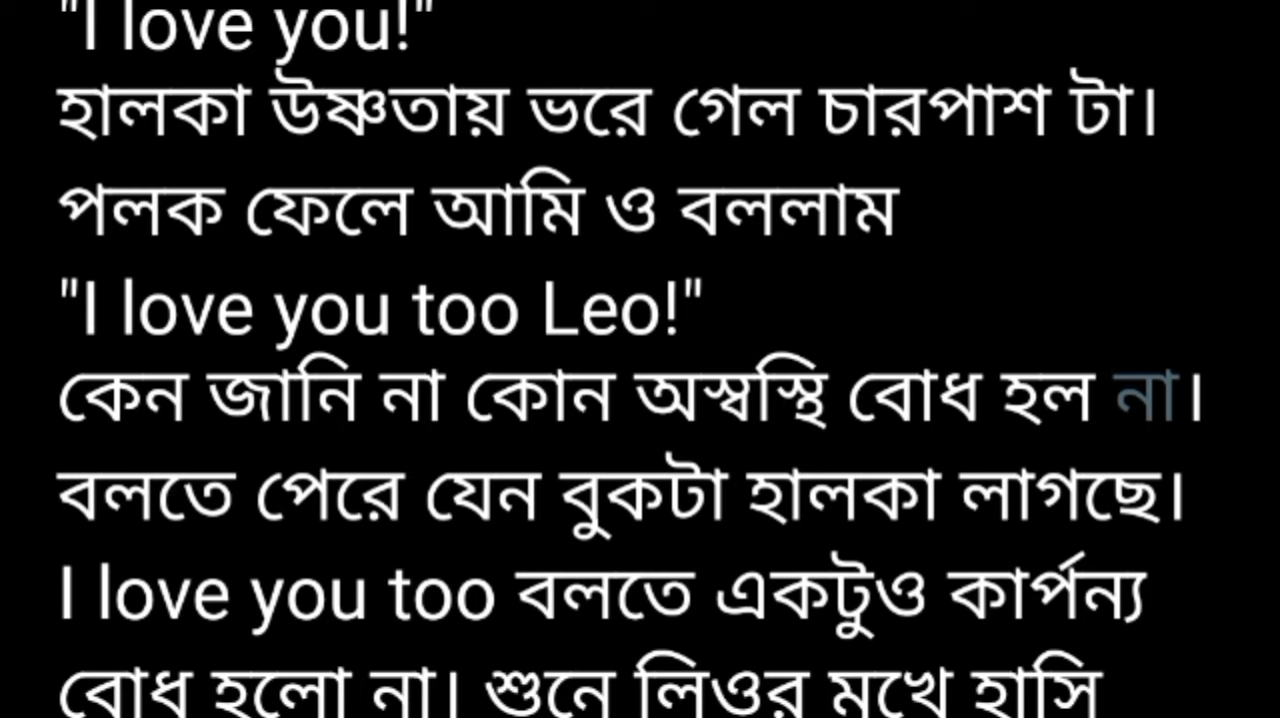 "I love you!"
হালকা উষ্ণতায় ভরে গেল চারপাশ টা।
পলক ফেলে আমি ও বললাম
"I love you too Leo!"
কেন জানি না কোন অস্বস্থি বোধ হল না।
বলতে পেরে যেন বুকটা হালকা লাগছে।
I love you too বলতে একটুও কার্পন্য
বোধ হলো না। শুনে লিওর মুখে হাসি